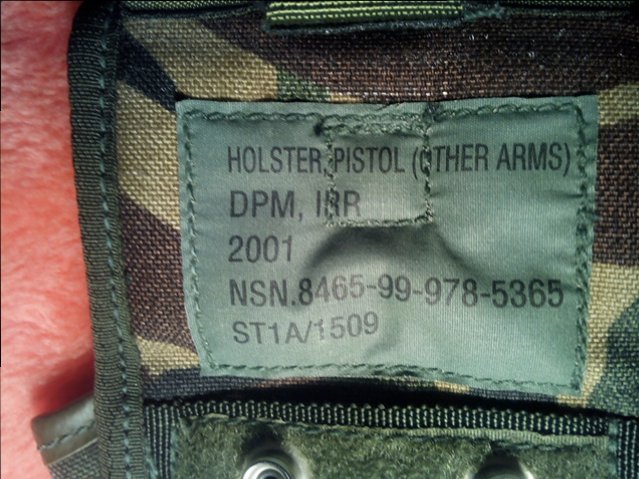 HOLSTER, PISTOL (OTHER ARMS)
DPM, IRR
2001
NSN.8465-99-978-5365
ST1A/1509